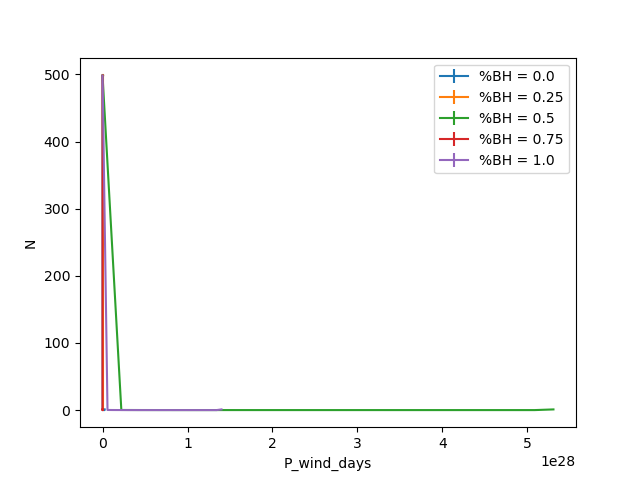 %BH = 0.0
%BH = 0.25
%BH = 0.5
%BH = 0.75
%BH = 1.0
500
400
300
200
100
0
N
0 1 2 3 4 5
1e28
P_wind_days